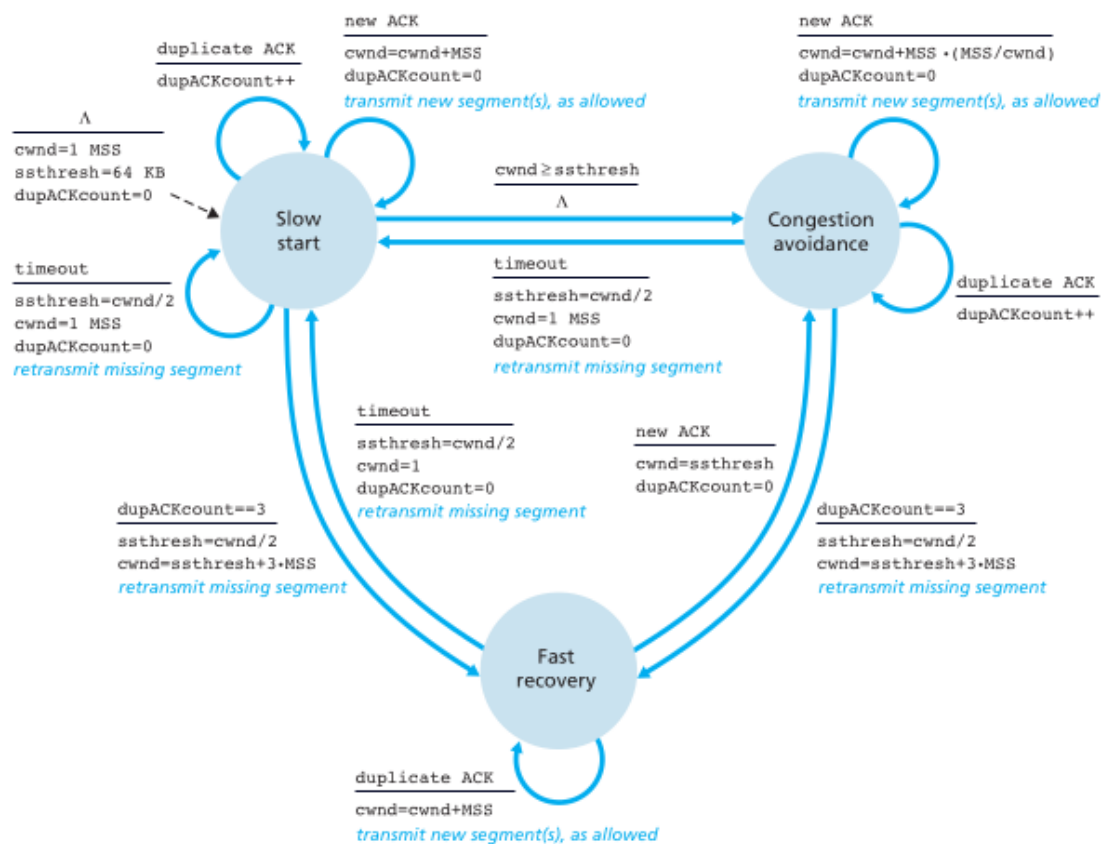 new ACK
cwnd=cwnd+MSS
dupACKcount=0
transmit new segment(s), as allowed
new ACK
cwnd=cwnd+MSS •(MSS/cwnd)
dupACKcount=0
transmit new segment(s), as allowed
duplicate ACK
dupACKcount++
Λ
cwnd=1 MSS
ssthresh=64 KB
dupACKcount=0
cwnd≥ssthresh
Λ
Slow
start
Congestion
avoidance
timeout
ssthresh=cwnd/2
cwnd=1 MSS
dupACKcount=0
retransmit missing segment
timeout
ssthresh=cwnd/2
cwnd=1 MSS
dupACKcount=0
retransmit missing segment
duplicate ACK
dupACKcount++
timeout
ssthresh=cwnd/2
cwnd=1
dupACKcount=0
retransmit missing segment
new ACK
cwnd=ssthresh
dupACKcount=0
dupACKcount==3
ssthresh=cwnd/2
cwnd=ssthresh+3•MSS
retransmit missing segment
dupACKcount==3
ssthresh=cwnd/2
cwnd=ssthresh+3•MSS
retransmit missing segment
Fast
recovery
duplicate ACK
cwnd=cwnd+MSS
transmit new segment(s), as allowed